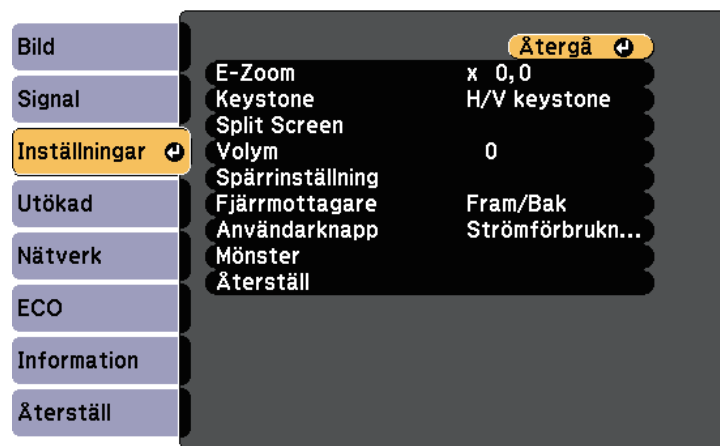 Bild
Signal
Inställningar
Utökad
Nätverk
ECO
Information
Återställ
Återgå
E-Zoom x 0,0
Keystone H/V keystone
Split Screen
Volym 0
Spärrinställning
Fjärrmottagare Fram/Bak
Användarknapp Strömförbrukn...
Mönster
Återställ